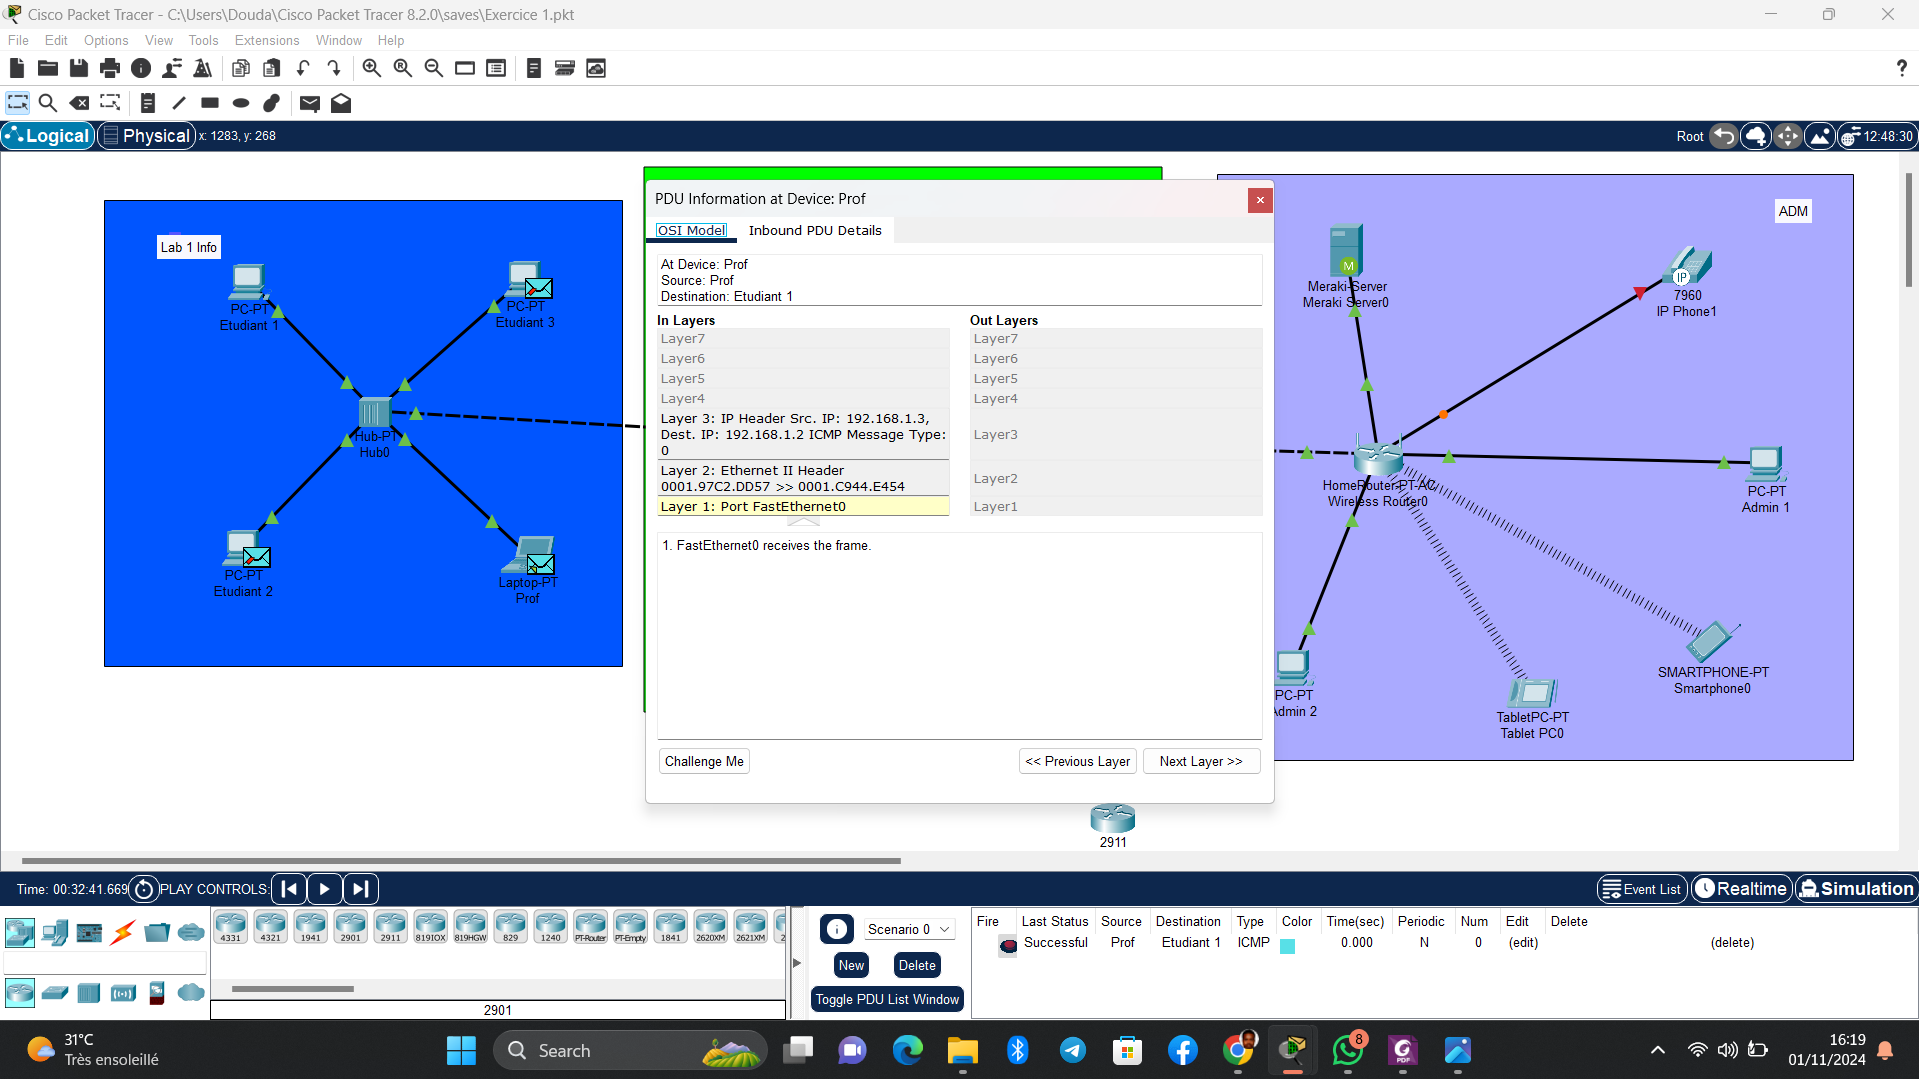 Cisco Packet Tracer - C:\Users\Douda\Cisco Packet Tracer 8.2.0\saves\Exercice 1.pkt
File Edit Options View Tools Extensions Window Help
?
Logical Physical x: 1283, y: 268 Root 12:48:30
Lab 1 Info
PC-PT
Etudiant 1
PC-PT
Etudiant 3
Hub-PT
Hub0
PC-PT
Etudiant 2
Laptop-PT
Prof
PDU Information at Device: Prof
OSI Model Inbound PDU Details
At Device: Prof
Source: Prof
Destination: Etudiant 1
In Layers Out Layers
Layer7 Layer7
Layer6 Layer6
Layer5 Layer5
Layer4 Layer4
Layer 3: IP Header Src. IP: 192.168.1.3,
Dest. IP: 192.168.1.2 ICMP Message Type:
0
Layer3
Layer 2: Ethernet II Header
0001.97C2.DD57 >> 0001.C944.E454
Layer2
Layer 1: Port FastEthernet0 Layer1
1. FastEthernet0 receives the frame.
Challenge Me << Previous Layer Next Layer >>
ADM
M
Meraki-Server
Meraki Server0
IP
7960
IP Phone1
HomeRouter-PT-AC
Wireless Router0
PC-PT
Admin 1
PC-PT
Admin 2
SMARTPHONE-PT
Smartphone0
TabletPC-PT
Tablet PC0
2911
Time: 00:32:41.669 PLAY CONTROLS: Event List Realtime Simulation
4331 4321 1941 2901 2911 819IOX 819HGW 829 1240 PT-Router PT-Empty 1841 2620XM 2621XM 2
2901
Scenario 0
New Delete
Toggle PDU List Window
Fire Last Status Source Destination Type Color Time(sec) Periodic Num Edit Delete
Successful Prof Etudiant 1 ICMP 0.000 N 0 (edit) (delete)
31°C
Très ensoleillé
Search
8
PDF
16:19
01/11/2024